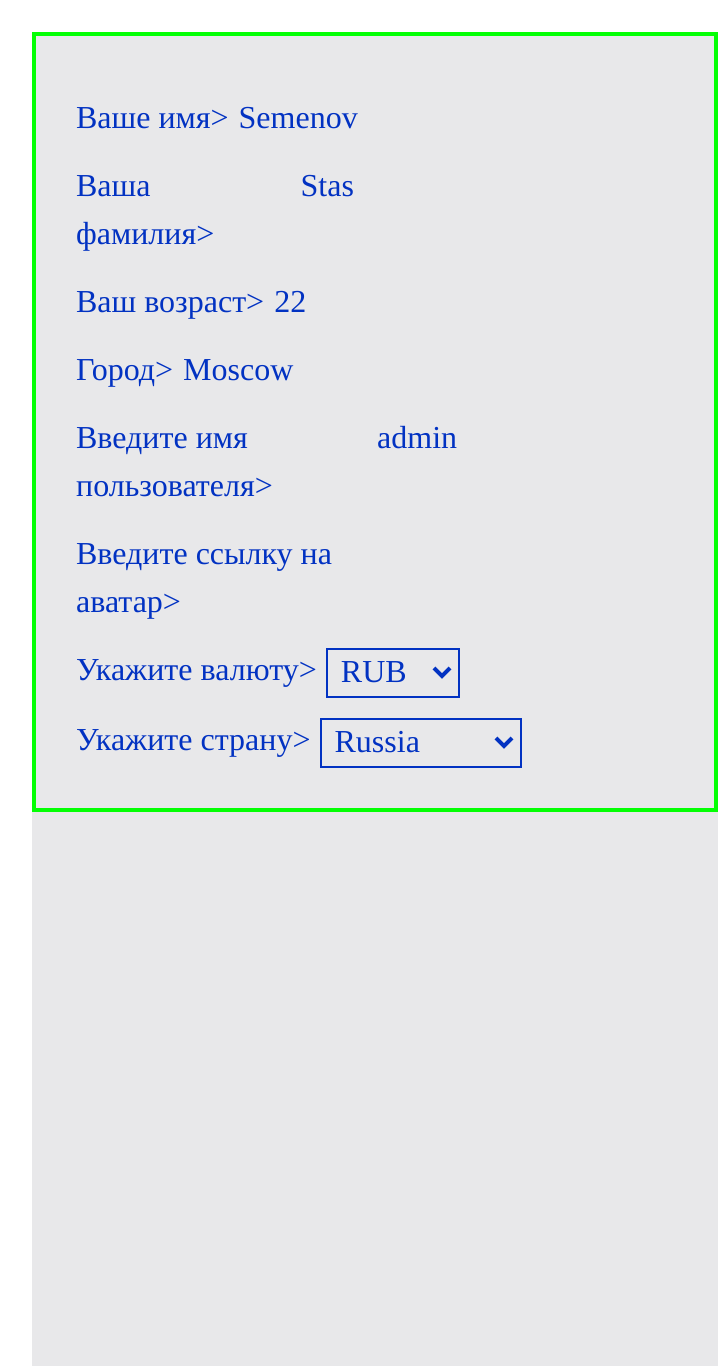 Ваше имя> Semenov
Ваша Stas
фамилия>
Ваш возраст> 22
Город> Moscow
Введите имя admin
пользователя>
Введите ссылку на
аватар>
Укажите валюту> RUB
Укажите страну> Russia